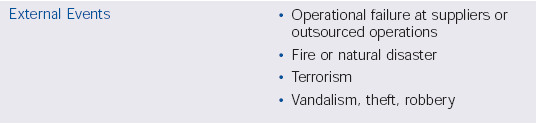 External Events
• Operational failure at suppliers or
outsourced operations
• Fire or natural disaster
• Terrorism
• Vandalism, theft, robbery